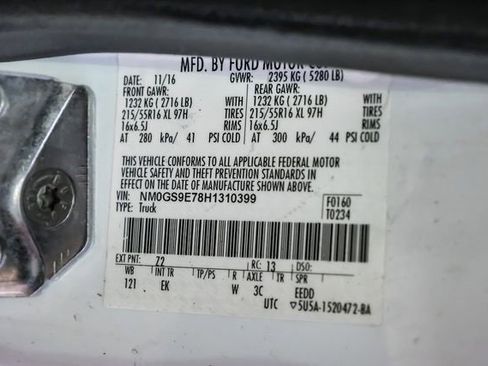 MFD. BY FORD MOTOR CO.
DATE: 11/16 GVWR: 2395 KG ( 5280 LB)
FRONT GAWR: REAR GAWR:
1232 KG (2716 LB) WITH 1232 KG (2716 LB) WITH
215/55R16 XL 97H TIRES 215/55R16 XL 97H TIRES
16x6.5J RIMS 16x6.5J RIMS
AT 280 kPa/ 41 PSI COLD AT 300 kPa/ 44 PSI COLD
THIS VEHICLE CONFORMS TO ALL APPLICABLE FEDERAL MOTOR
VEHICLE SAFETY AND THEFT PREVENTION STANDARDS IN
EFFECT ON THE DATE OF MANUFACTURE SHOWN ABOVE.
VIN: NM0GS9E78H1310399 F0160
TYPE: Truck T0234
EXT PNT: Z2 RC: 13 DSO:
WB INT TR TP/PS R AXLE TR SPR
121 EK W 3C EEDD
UTC ▽5U5A-1520472-BA